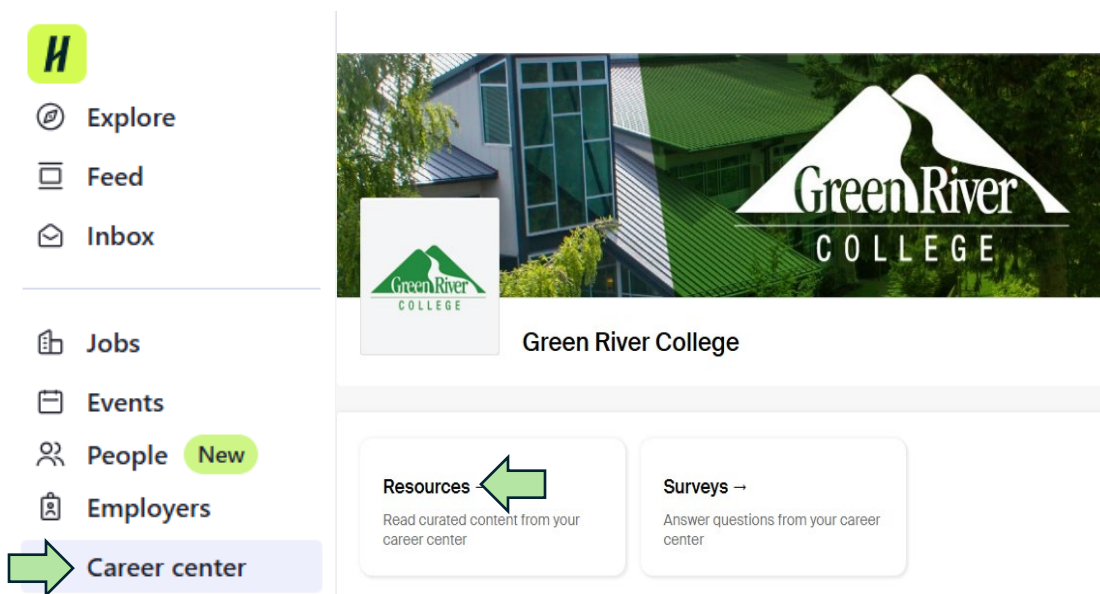 H
Explore
Feed
Inbox
Jobs
Events
People New
Employers
Career center
Green River
COLLEGE
Green River
COLLEGE
Green River College
Resources
Read curated content from your
career center
Surveys →
Answer questions from your career
center